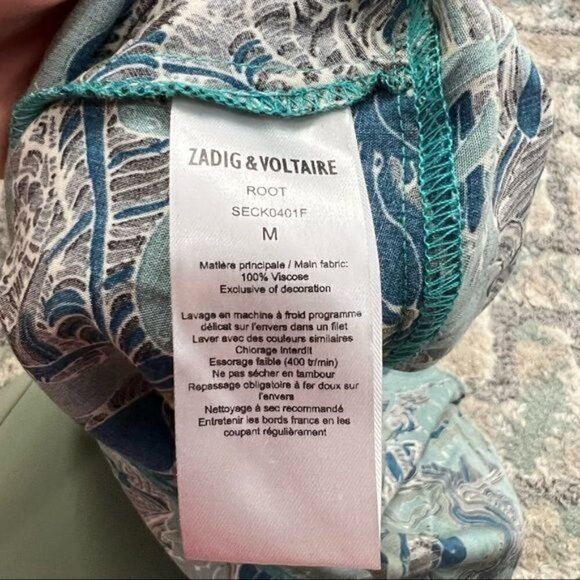 ZADIG & VOLTAIRE
ROOT
SECK0401F
M
Matière principale / Main fabric:
100% Viscose
Exclusive of decoration
Lavage en machine à froid programme
délicat sur l'envers dans un filet
Laver avec des couleurs similaires
Chlorage interdit
Essorage faible (400 tr/min)
Ne pas sécher en tambour
Repassage obligatoire à fer doux sur
l'envers
Nettoyage à sec recommandé
Entretenir les bords francs en les
coupant régulièrement